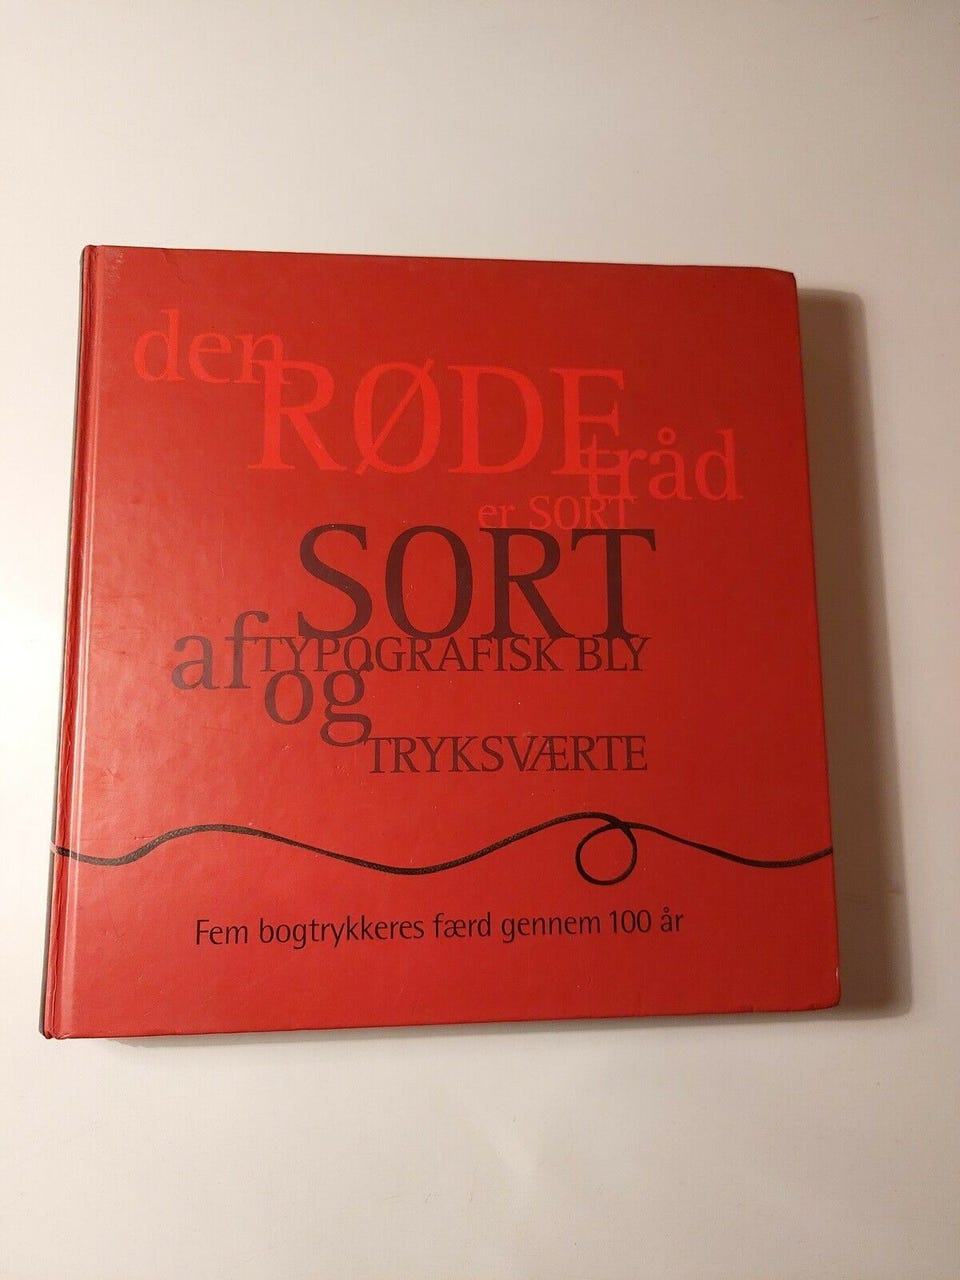 den
RØDE
tråd
er SORT
SORT
af TYPOGRAFISK BLY
og
TRYKSVÆRTE
Fem bogtrykkeres færd gennem 100 år